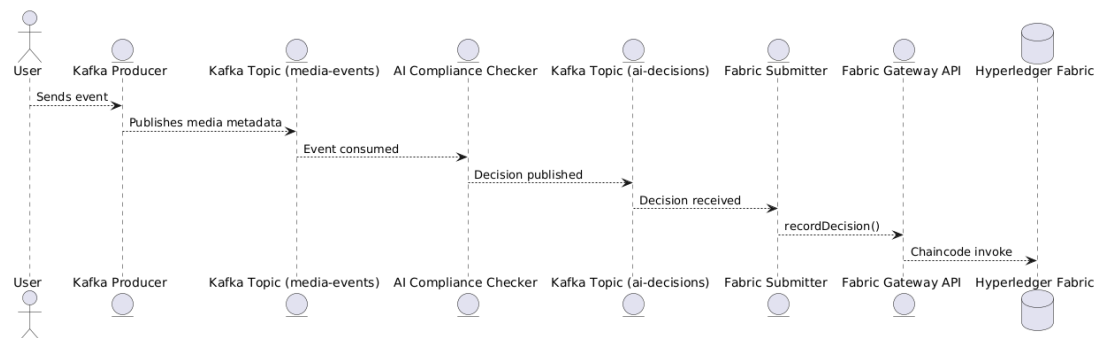 User Kafka Producer Kafka Topic (media-events) AI Compliance Checker Kafka Topic (ai-decisions) Fabric Submitter Fabric Gateway API Hyperledger Fabric
Sends event
Publishes media metadata
Event consumed
Decision published
Decision received
recordDecision()
Chaincode invoke
User Kafka Producer Kafka Topic (media-events) AI Compliance Checker Kafka Topic (ai-decisions) Fabric Submitter Fabric Gateway API Hyperledger Fabric